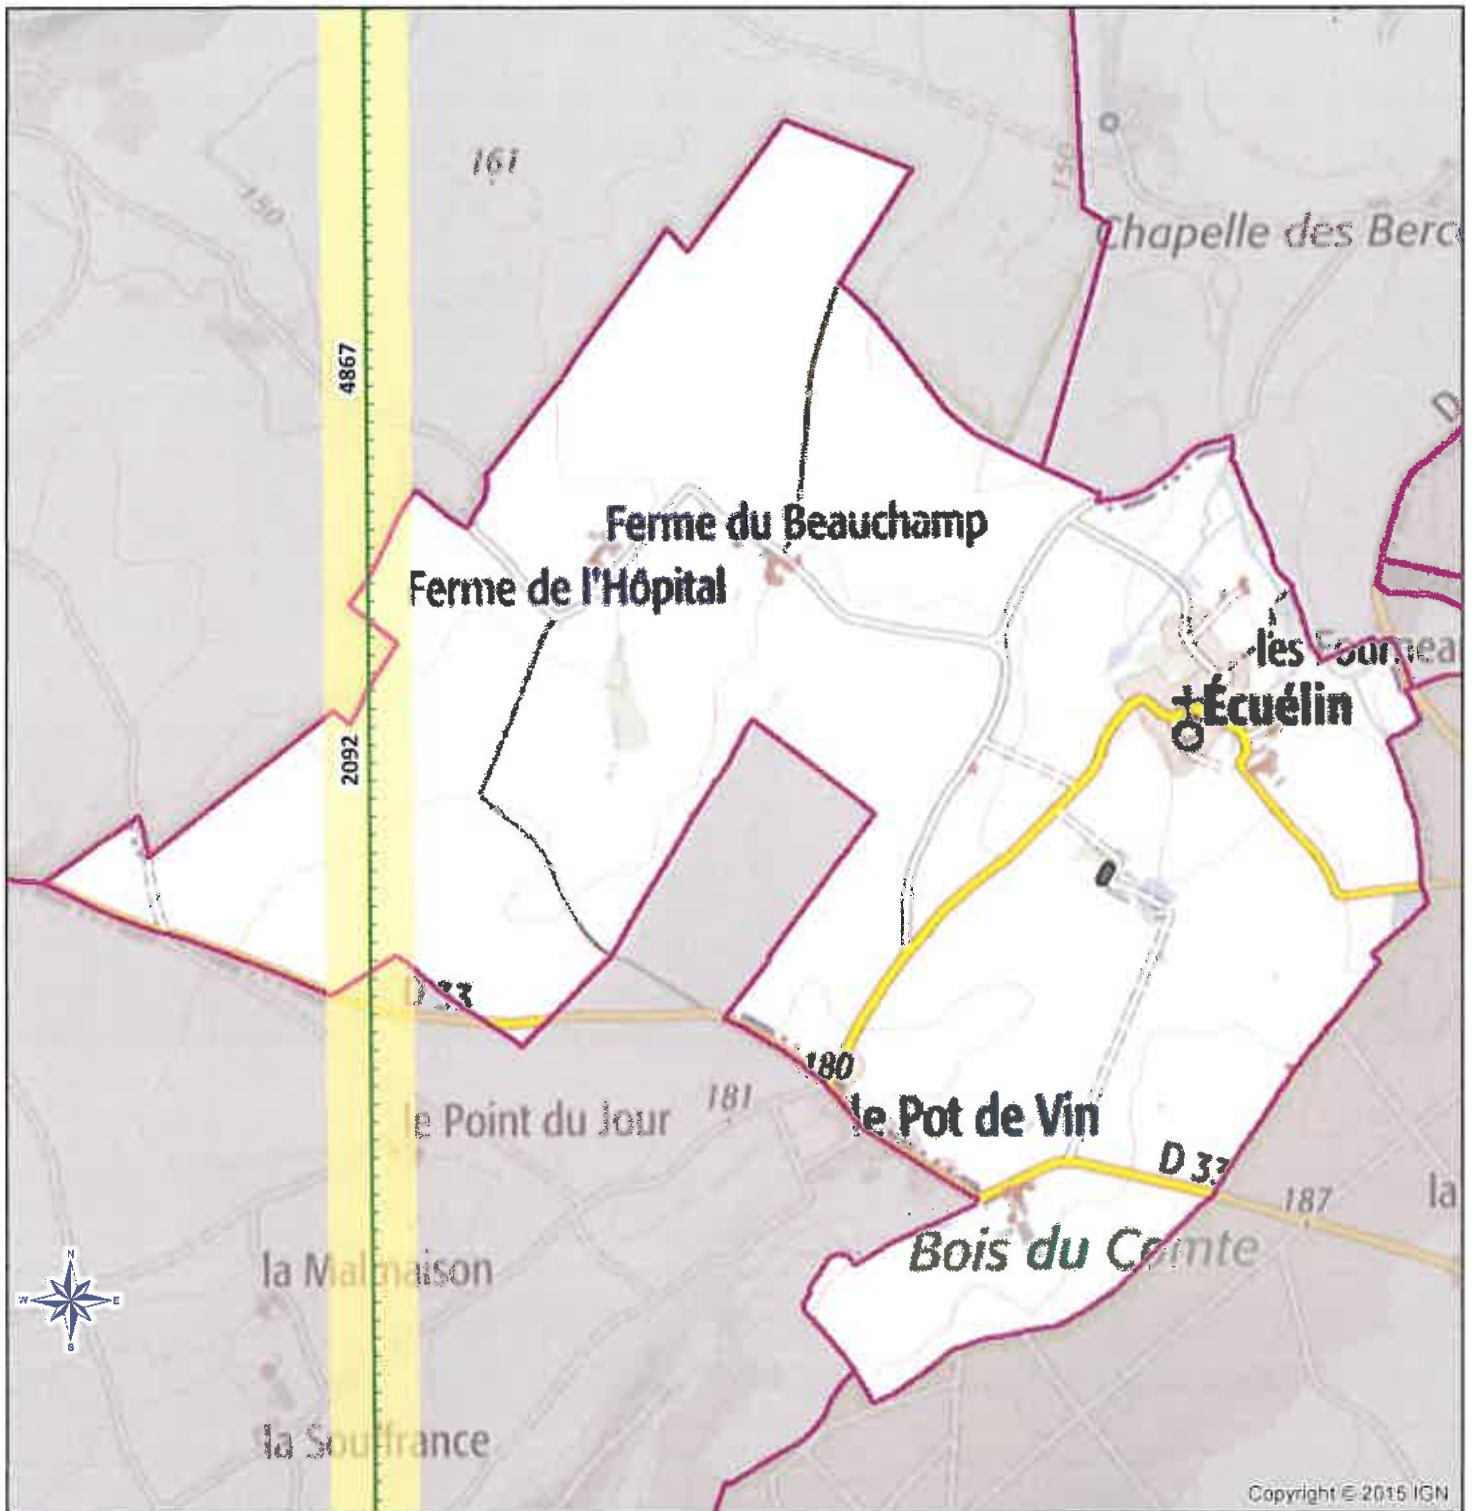 161
150
150
Chapelle des Berc
4867
Ferme du Beauchamp
Ferme de l'Hôpital
les Fournea
Écuélin
2092
0
D 33
180
181
le Point du Jour
le Pot de Vin
D 33
187
la
Bois du Comte
la Malmaison
N
W
E
S
la Souffrance
Copyright © 2015 IGN